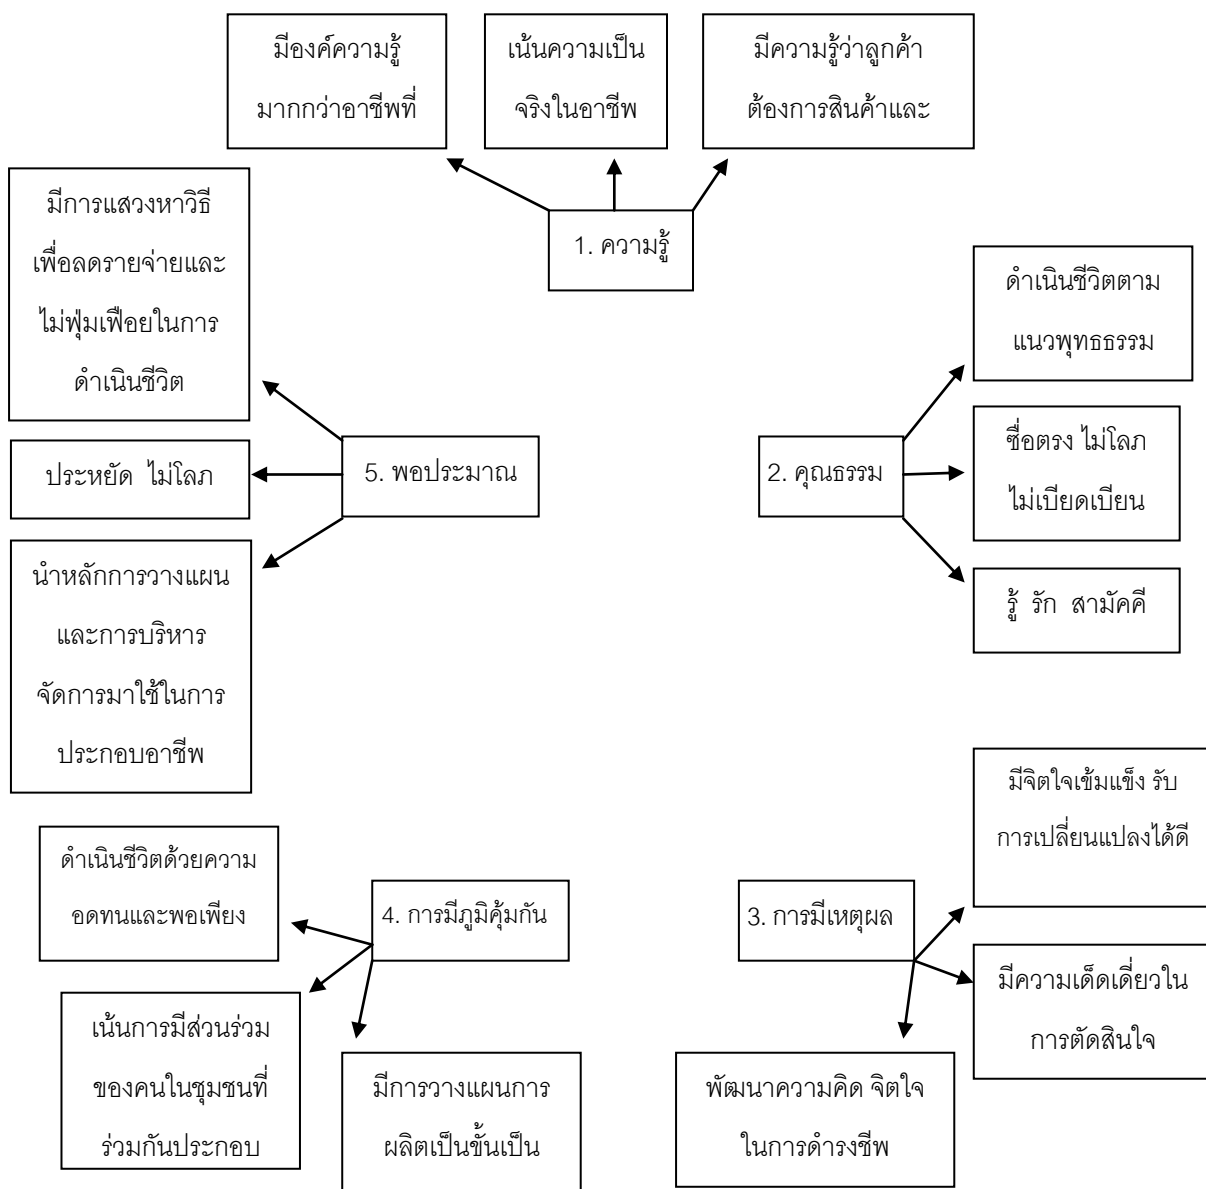 มีองค์ความรู้
มากกว่าอาชีพที่
เน้นความเป็น
จริงในอาชีพ
มีความรู้ว่าลูกค้า
ต้องการสินค้าและ
1. ความรู้
ดำเนินชีวิตตาม
แนวพุทธธรรม
ซื่อตรง ไม่โลภ
ไม่เบียดเบียน
รู้ รัก สามัคคี
2. คุณธรรม
มีการแสวงหาวิธี
เพื่อลดรายจ่ายและ
ไม่ฟุ่มเฟือยในการ
ดำเนินชีวิต
ประหยัด ไม่โลภ
นำหลักการวางแผน
และการบริหาร
จัดการมาใช้ในการ
ประกอบอาชีพ
5. พอประมาณ
มีจิตใจเข้มแข็ง รับ
การเปลี่ยนแปลงได้ดี
มีความเด็ดเดี่ยวใน
การตัดสินใจ
พัฒนาความคิด จิตใจ
ในการดำรงชีพ
3. การมีเหตุผล
ดำเนินชีวิตด้วยความ
อดทนและพอเพียง
4. การมีภูมิคุ้มกัน
เน้นการมีส่วนร่วม
ของคนในชุมชนที่
ร่วมกันประกอบ
มีการวางแผนการ
ผลิตเป็นขั้นเป็น